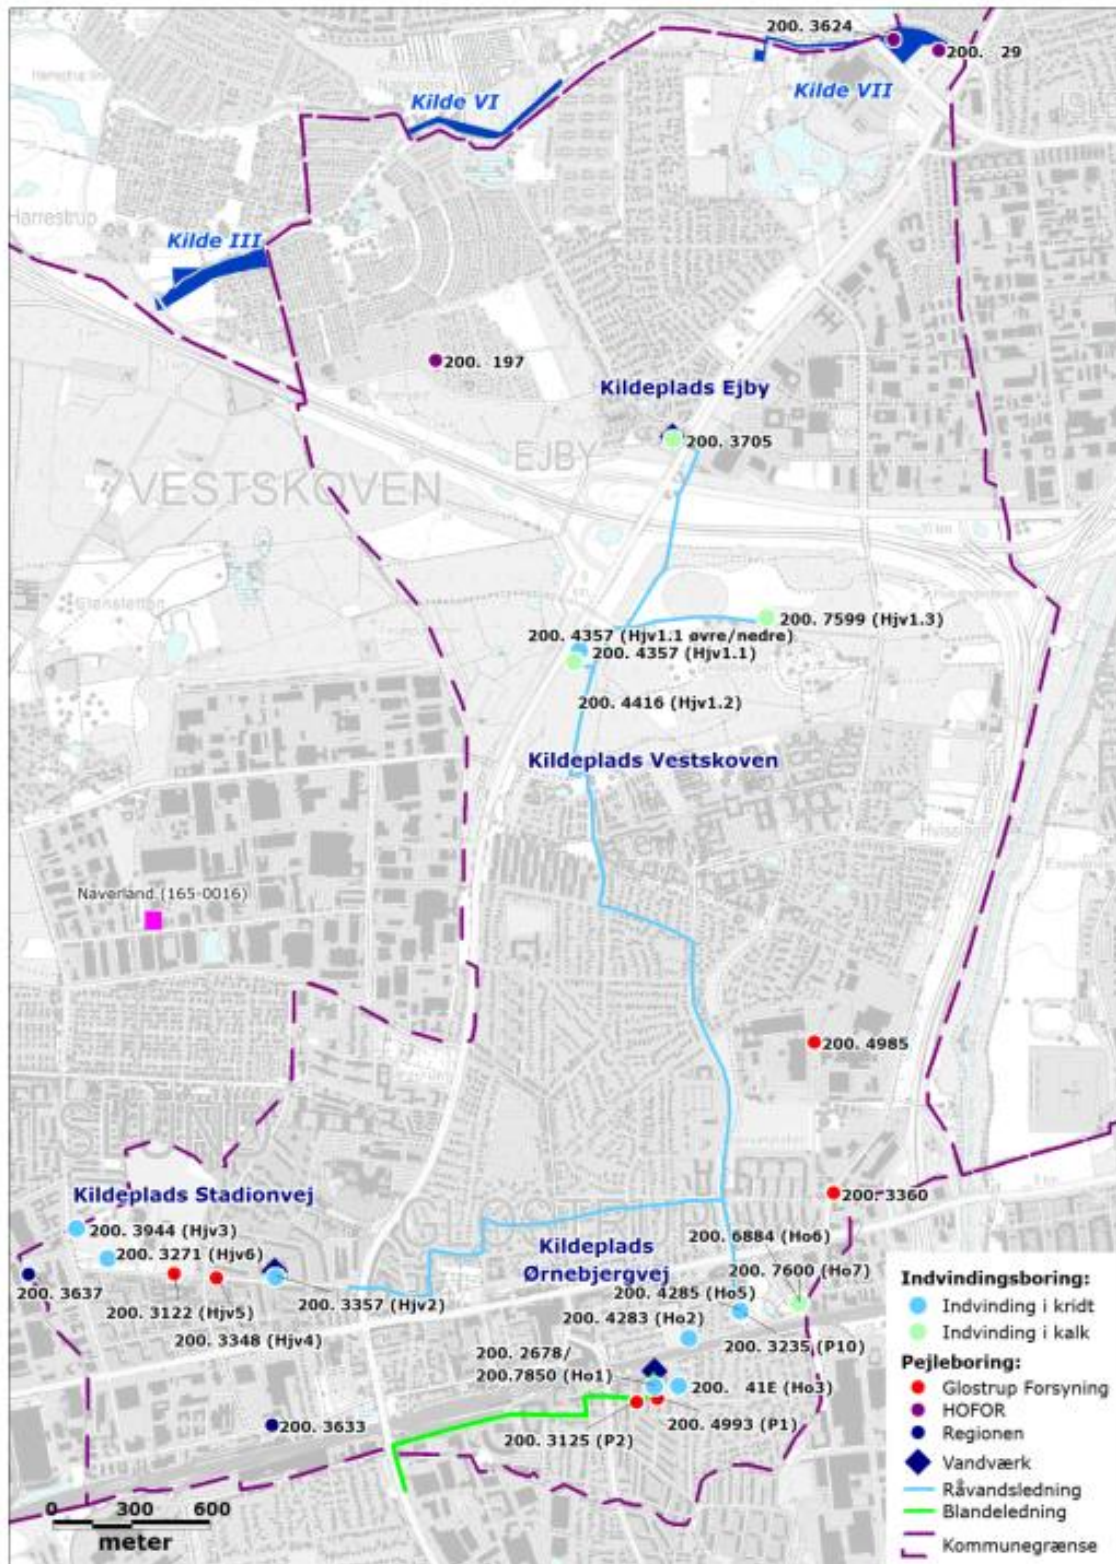 200. 3624
200. 29
Kilde VI
Kilde VII
Harrestrup
Kilde III
200. 197
Kildeplads Ejby
200. 3705
EJBY
VESTSKOVEN
200. 7599 (Hjv1.3)
200. 4357 (Hjv1.1 øvre/nedre)
200. 4357 (Hjv1.1)
200. 4416 (Hjv1.2)
Kildeplads Vestskoven
Naverland (165-0016)
200. 4985
Kildeplads Stadionvej
200. 3360
200. 3944 (Hjv3)
200. 6884 (Ho6)
200. 3271 (Hjv6)
Kildeplads
Ørnebjergvej
200. 7600 (Ho7)
200. 3637
200. 4285 (Ho5)
200. 3122 (Hjv5)
200. 3357 (Hjv2)
200. 4283 (Ho2)
200. 3348 (Hjv4)
200. 3235 (P10)
200. 2678/
200.7850 (Ho1)
200. 41E (Ho3)
200. 3633
200. 4993 (P1)
200. 3125 (P2)
0 300 600
meter
Indvindingsboring:
Indvinding i kridt
Indvinding i kalk
Pejleboring:
Glostrup Forsyning
HOFOR
Regionen
Vandværk
Råvandsledning
Blandeledning
Kommunegrænse